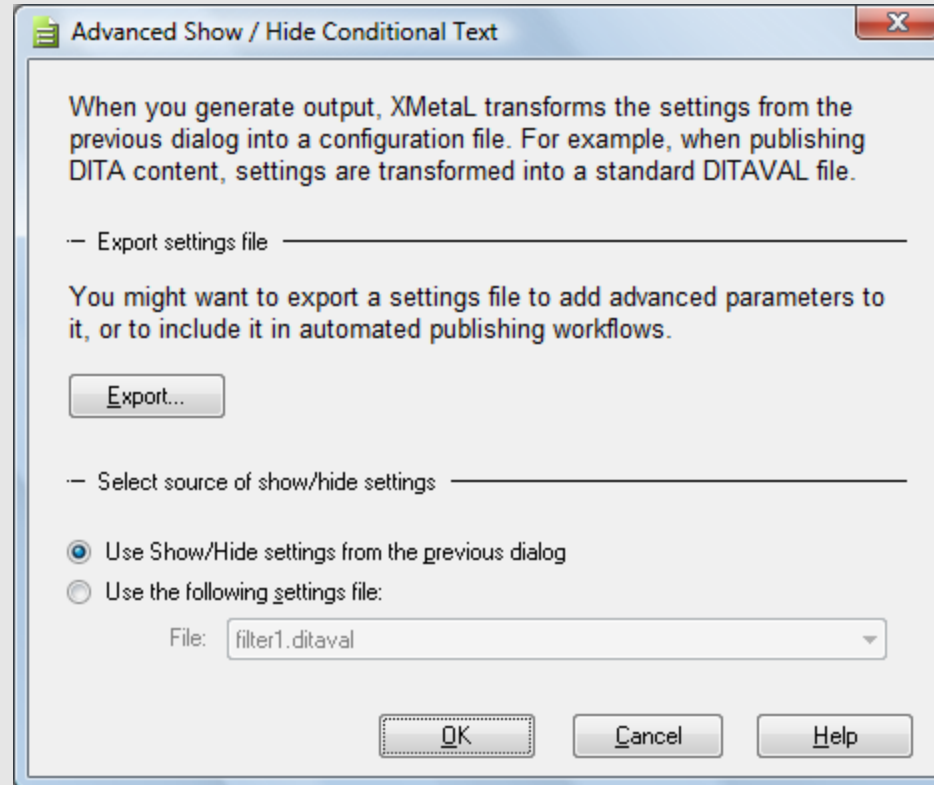 Advanced Show / Hide Conditional Text
When you generate output, XMetaL transforms the settings from the
previous dialog into a configuration file. For example, when publishing
DITA content, settings are transformed into a standard DITAVAL file.
Export settings file
You might want to export a settings file to add advanced parameters to
it, or to include it in automated publishing workflows.
Export...
Select source of show/hide settings
Use Show/Hide settings from the previous dialog
Use the following settings file:
File: filter1.ditaval
OK Cancel Help